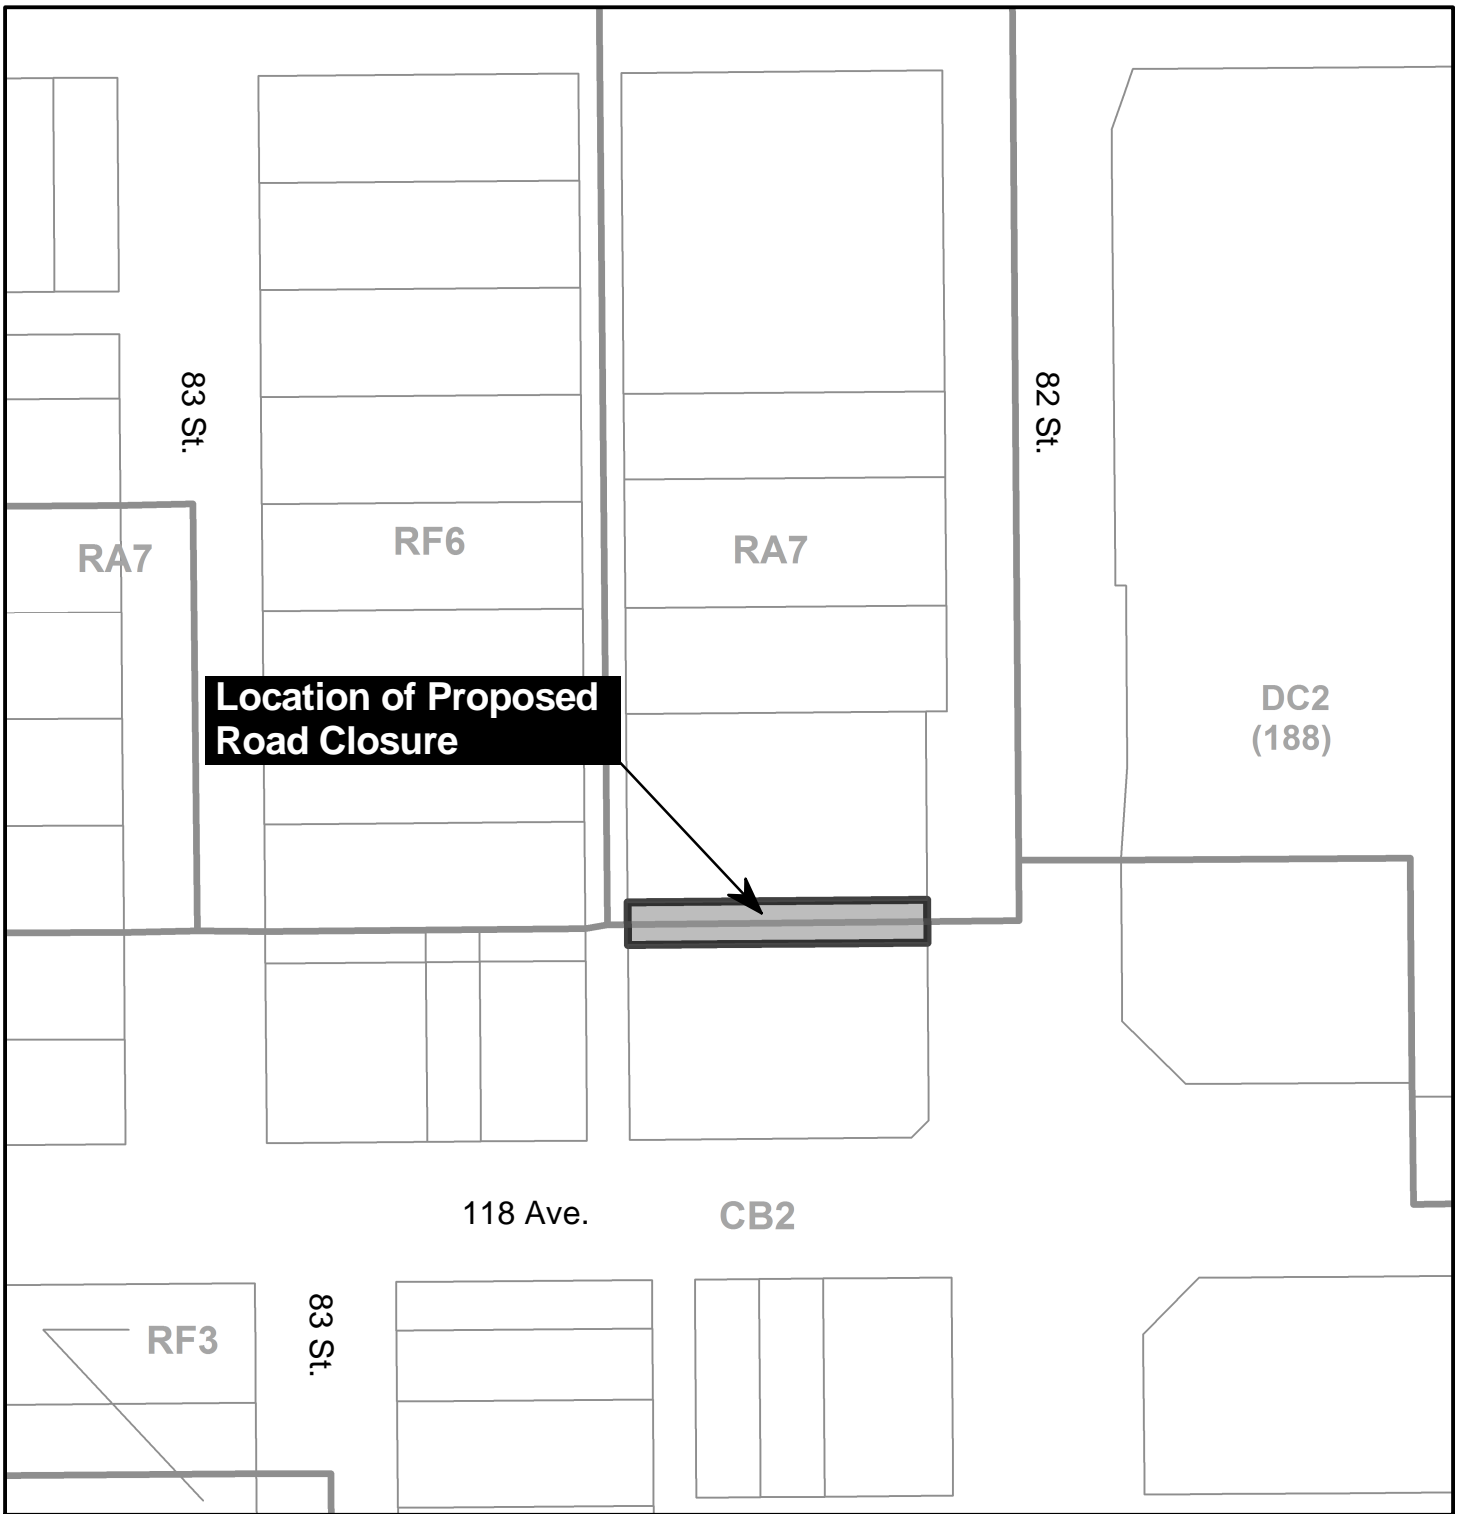 83 St.
82 St.
RA7
RF6
RA7
Location of Proposed
Road Closure
DC2
(188)
118 Ave.
CB2
RF3
83 St.